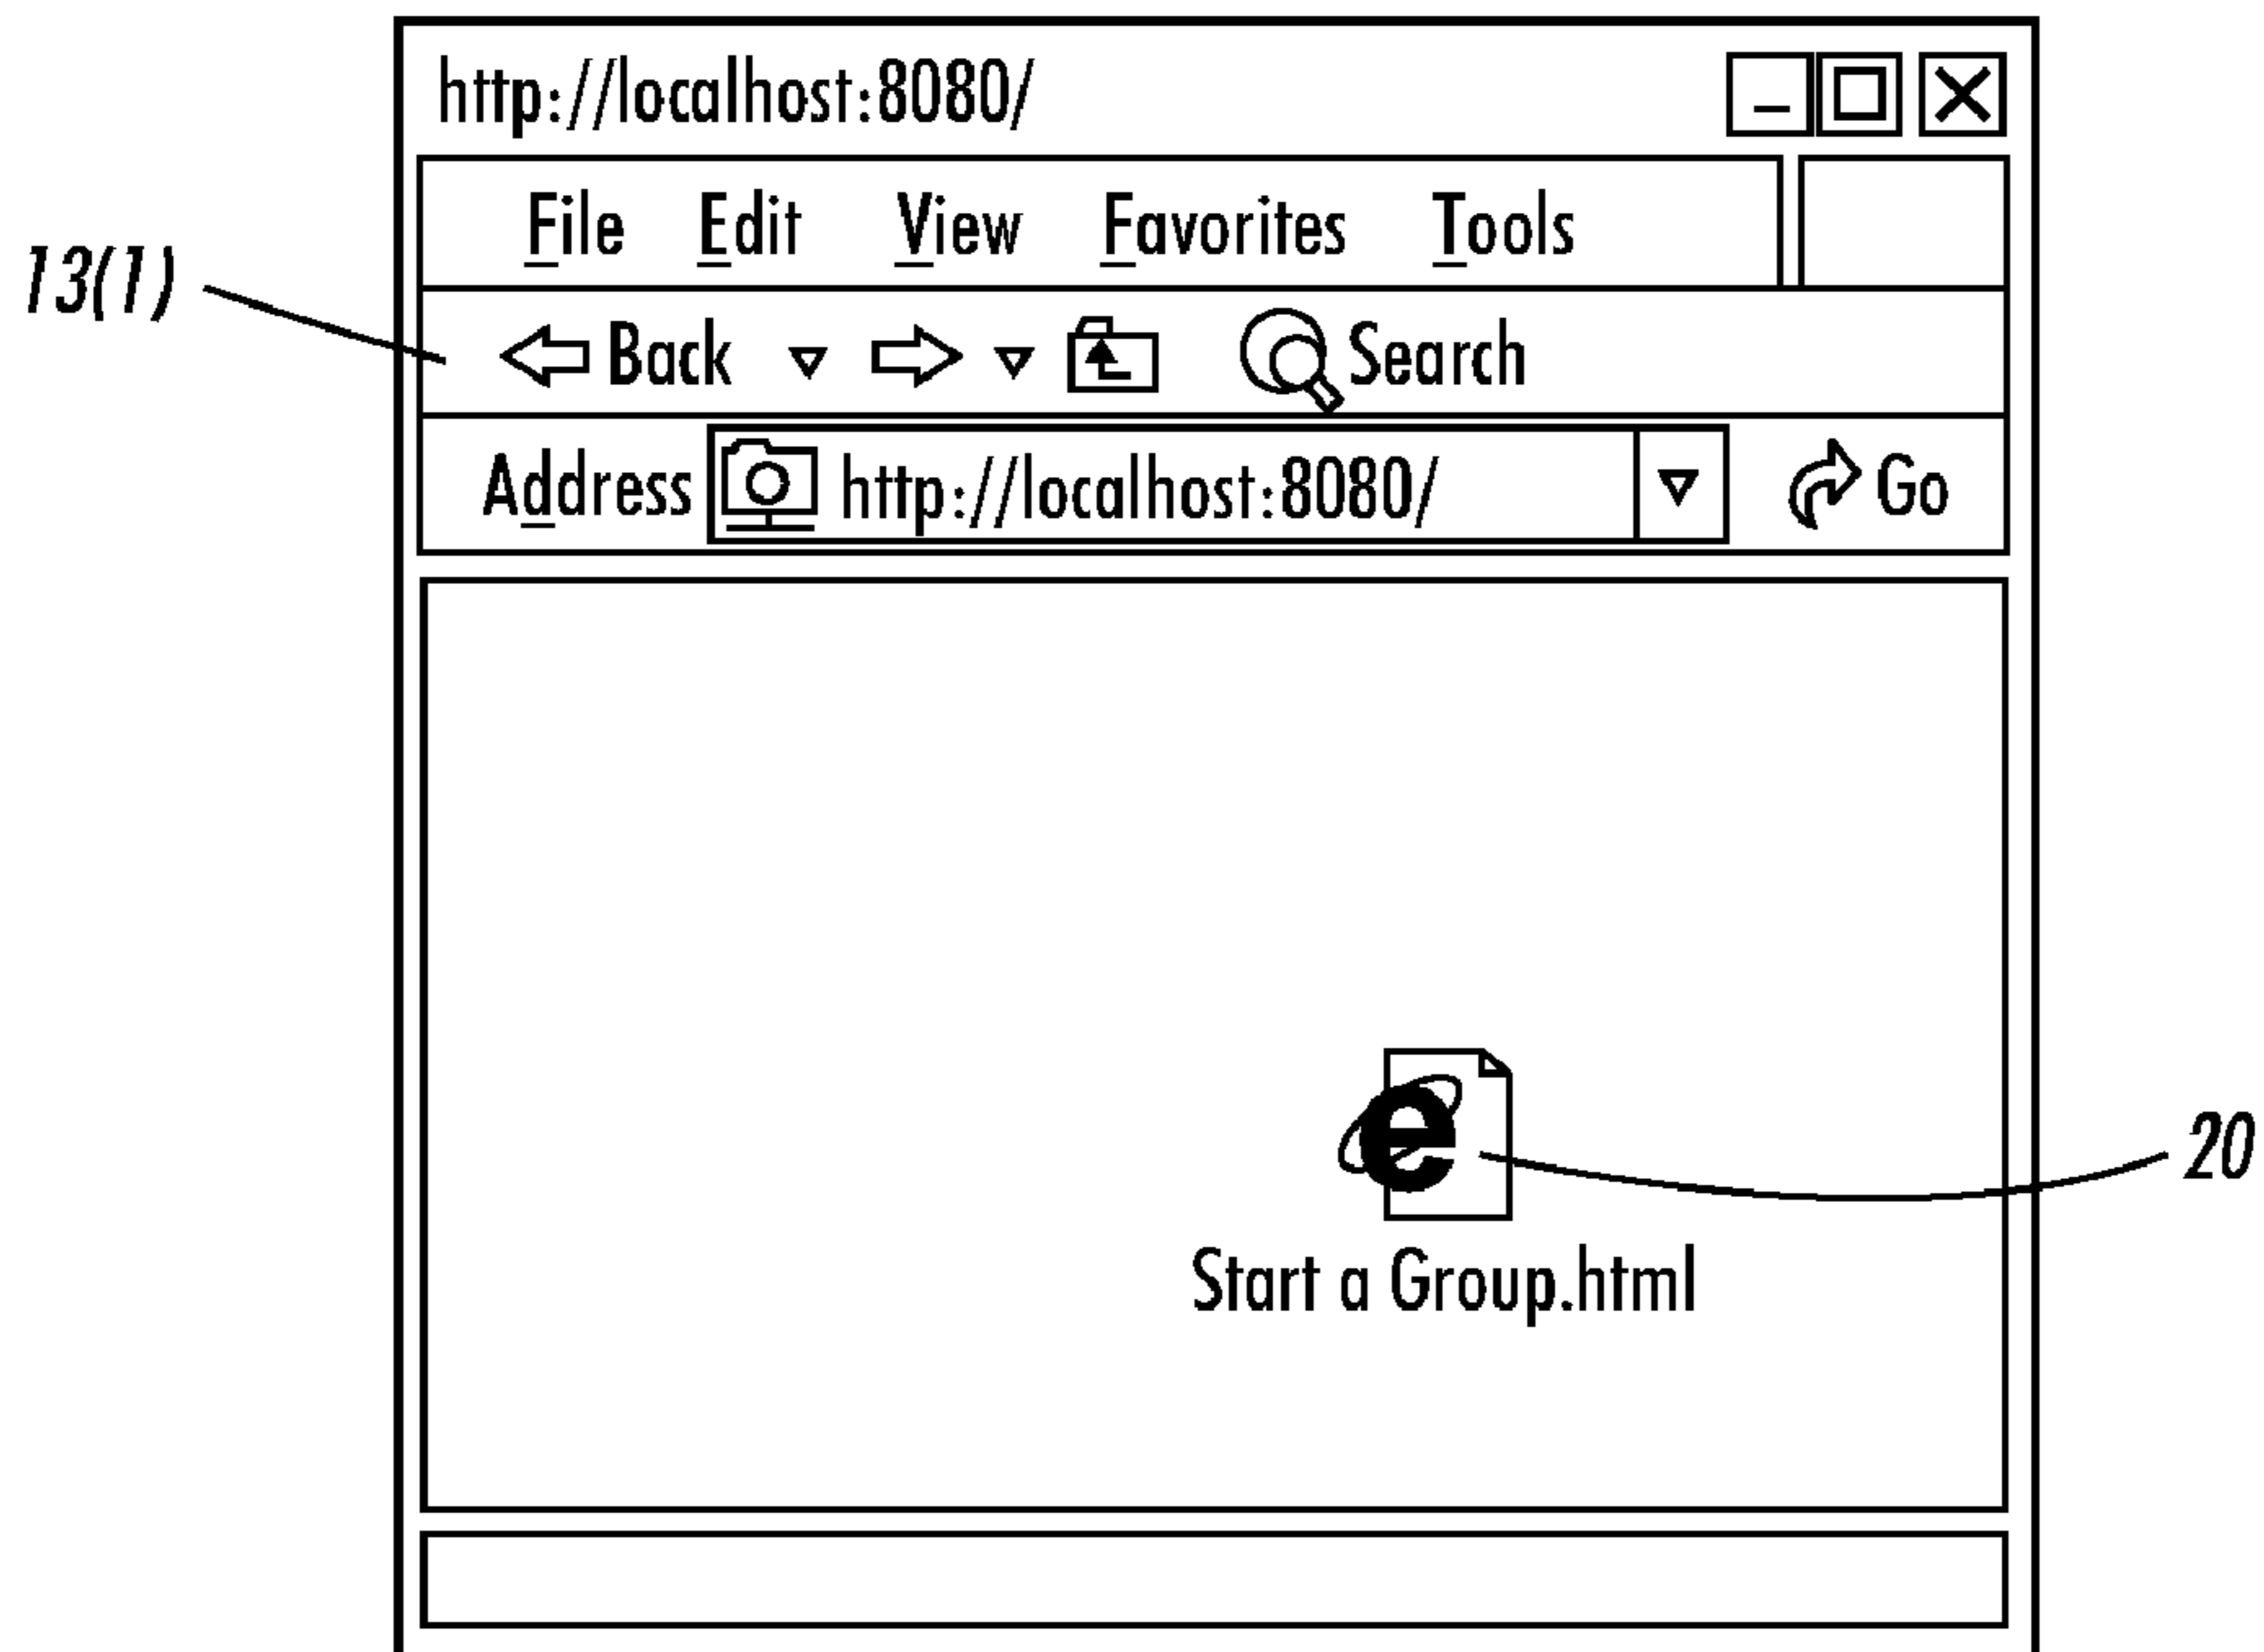 http://localhost:8080/
File Edit View Favorites Tools
13(1)
Back Search
Address http://localhost:8080/ Go
e
20
Start a Group.html